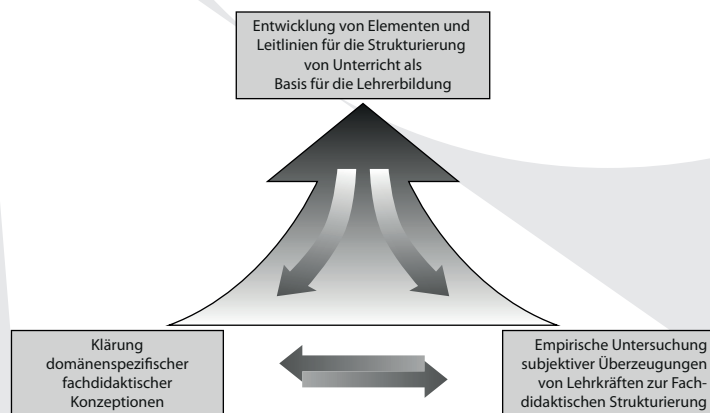 Entwicklung von Elementen und
Leitlinien für die Strukturierung
von Unterricht als
Basis für die Lehrerbildung
Klärung
domänenspezifischer
fachdidaktischer
Konzeptionen
Empirische Untersuchung
subjektiver Überzeugungen
von Lehrkräften zur Fach-
didaktischen Strukturierung